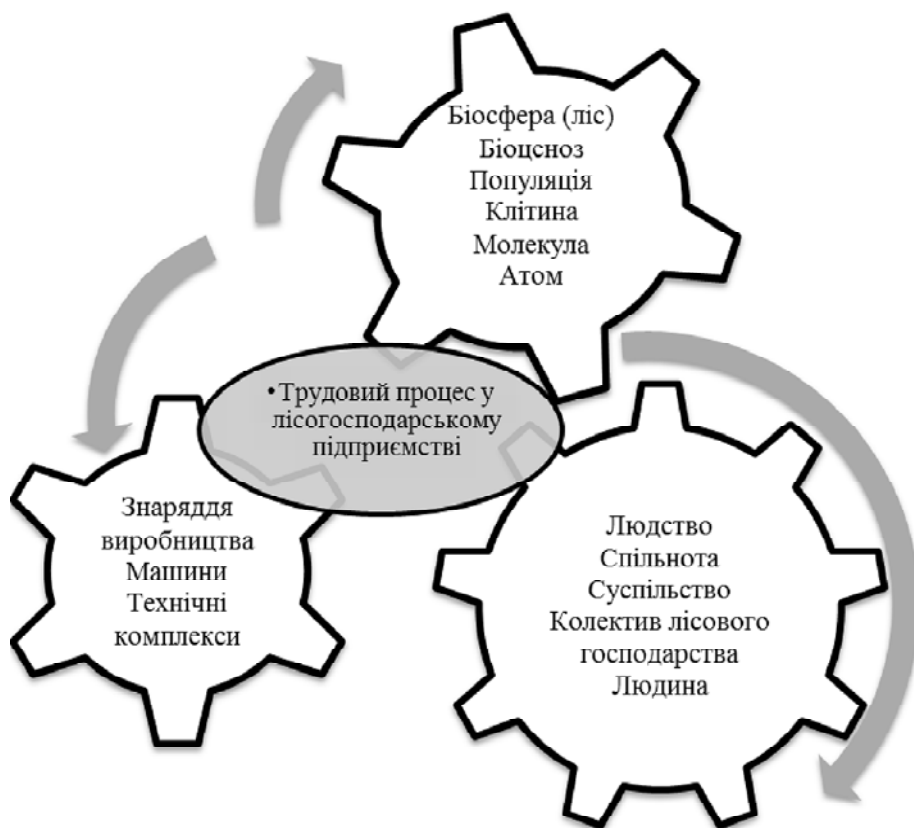 Біосфера (ліс)
Біоценоз
Популяція
Клітина
Молекула
Атом
•Трудовий процес у
лісогосподарському
підприємстві
Знаряддя
виробництва
Машини
Технічні
комплекси
Людство
Спільнота
Суспільство
Колектив лісового
господарства
Людина